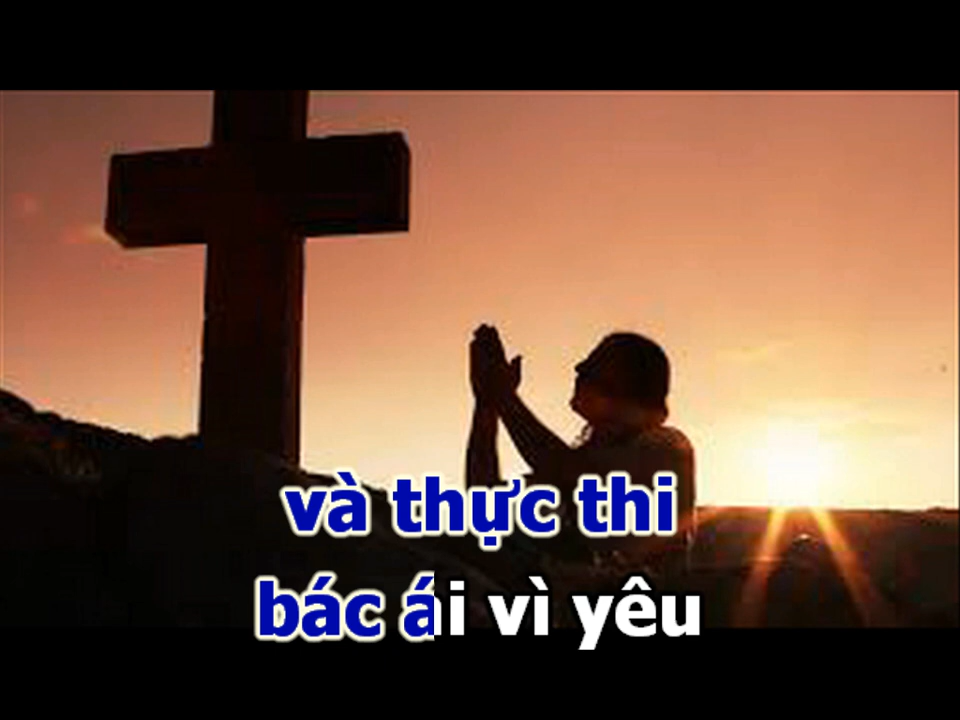 và thực thi
bác ái vì yêu